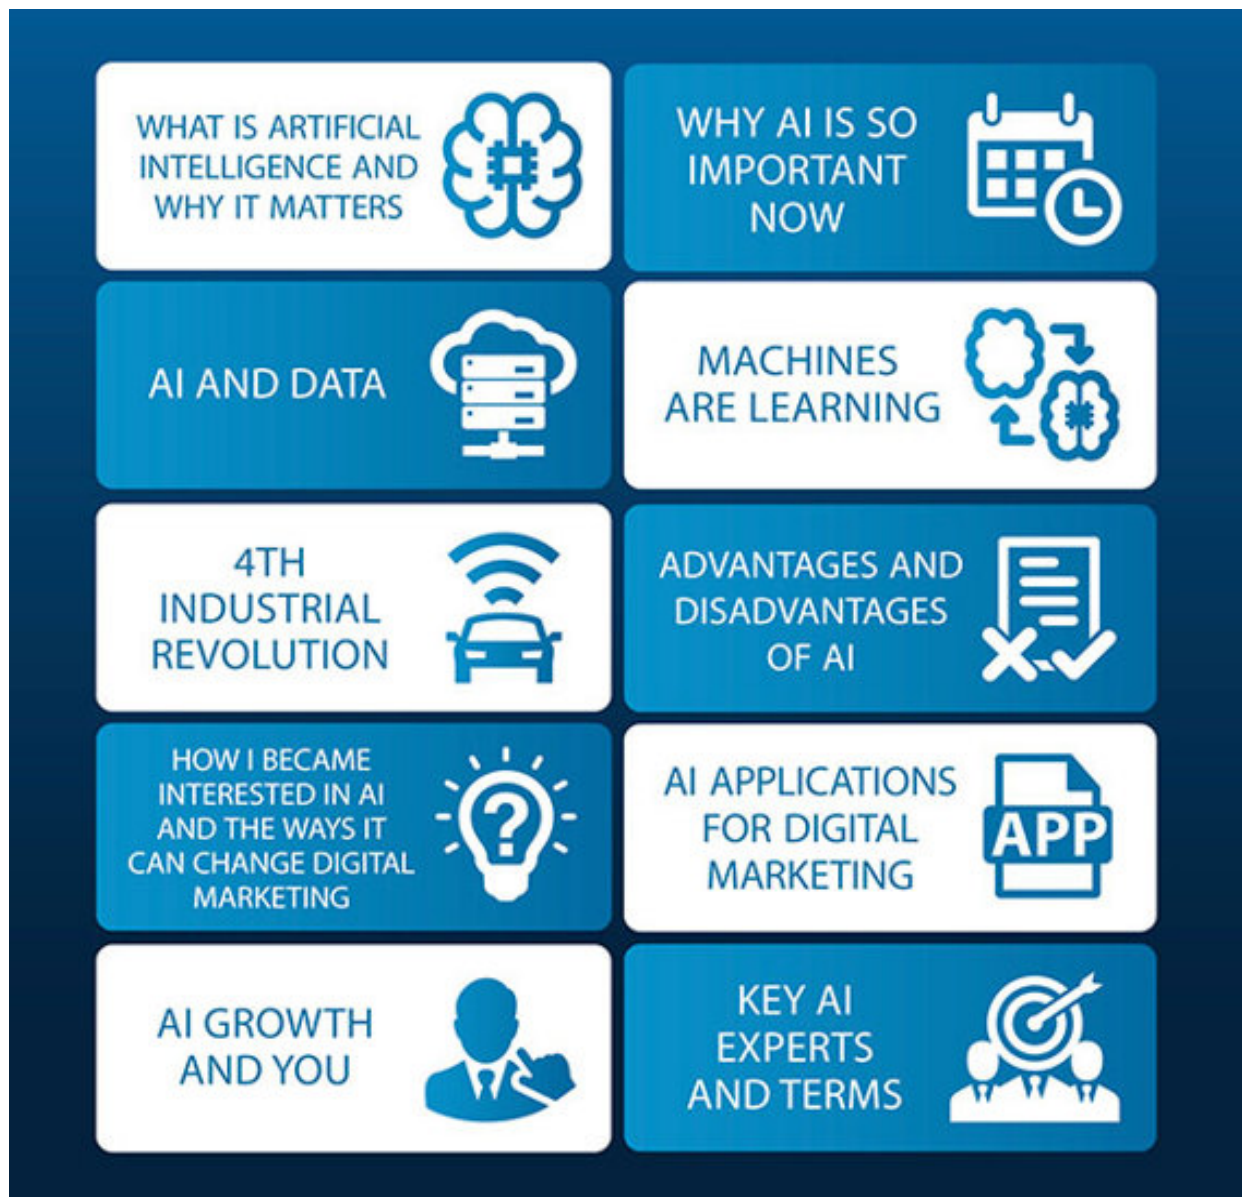 WHAT IS ARTIFICIAL
INTELLIGENCE AND
WHY IT MATTERS
WHY AI IS SO
IMPORTANT
NOW
AI AND DATA
MACHINES
ARE LEARNING
4TH
INDUSTRIAL
REVOLUTION
ADVANTAGES AND
DISADVANTAGES
OF AI
HOW I BECAME
INTERESTED IN AI
AND THE WAYS IT
CAN CHANGE DIGITAL
MARKETING
AI APPLICATIONS
FOR DIGITAL
MARKETING
APP
AI GROWTH
AND YOU
KEY AI
EXPERTS
AND TERMS